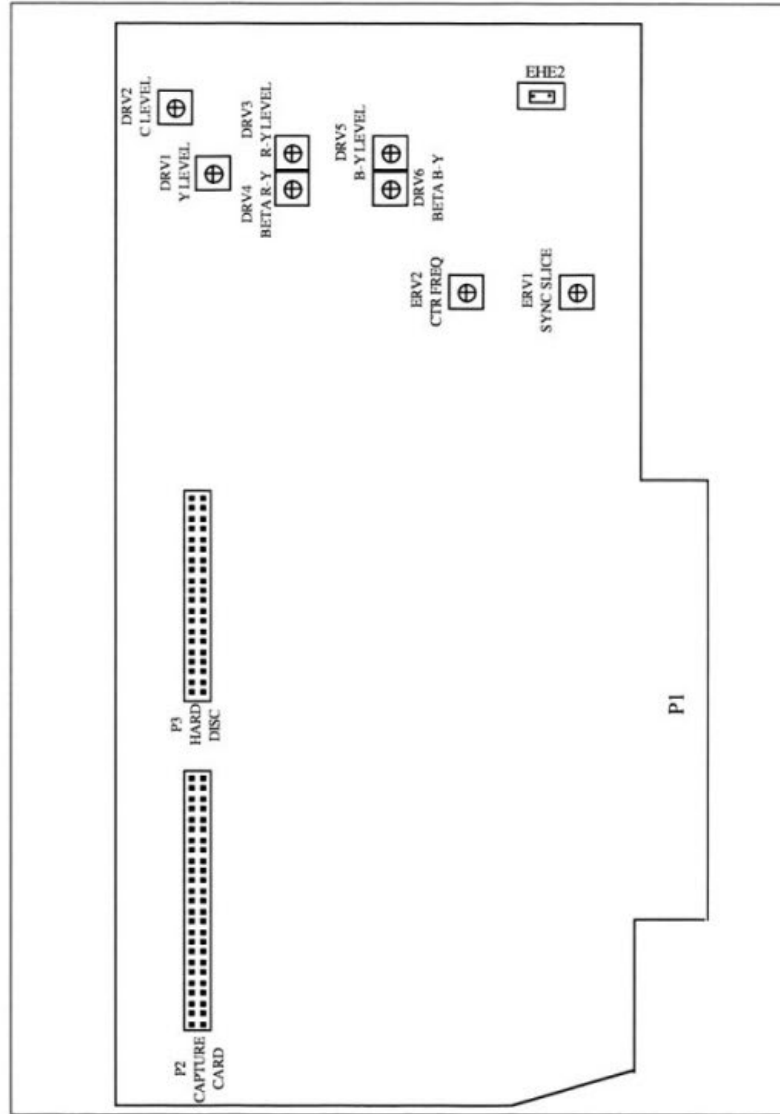 EHE2
DRV2
C LEVEL
DRV1
Y LEVEL
DRV3
R-Y LEVEL
DRV4
BETA R-Y
DRV5
B-Y LEVEL
DRV6
BETA B-Y
ERV2
CTR FREQ
ERV1
SYNC SLICE
P3
HARD
DISC
P1
P2
CAPTURE
CARD